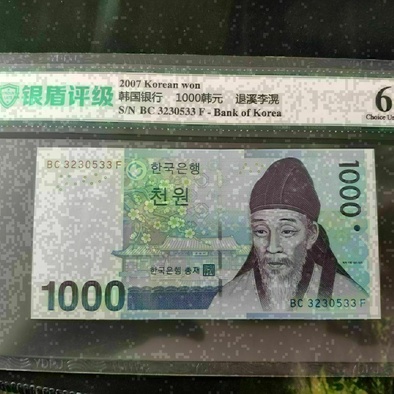 银盾评级
2007 Korean won
韩国银行 1000韩元 退溪李滉
S/N BC 3230533 F - Bank of Korea
6
Choice Un
BC 3230533 F
한국은행
천원
한국은행 총재
1000
1000
BC 3230533 F